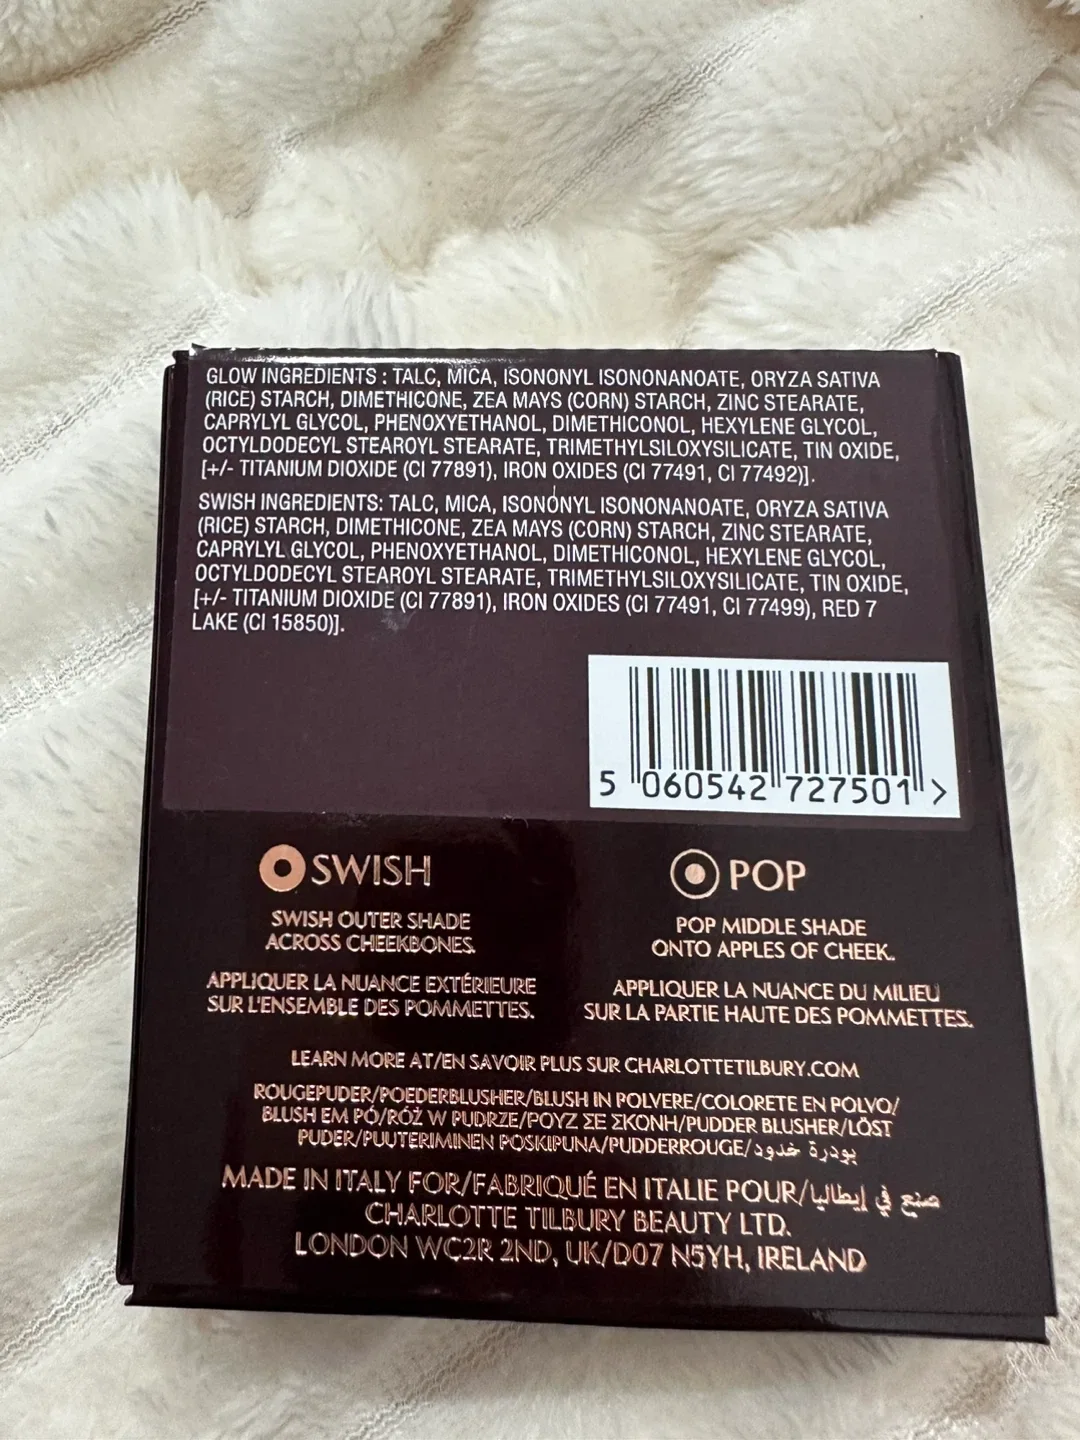 GLOW INGREDIENTS : TALC, MICA, ISONONYL ISONONANOATE, ORYZA SATIVA
(RICE) STARCH, DIMETHICONE, ZEA MAYS (CORN) STARCH, ZINC STEARATE,
CAPRYLYL GLYCOL, PHENOXYETHANOL, DIMETHICONOL, HEXYLENE GLYCOL,
OCTYLDODECYL STEAROYL STEARATE, TRIMETHYLSILOXYSILICATE, TIN OXIDE,
[+/- TITANIUM DIOXIDE (CI 77891), IRON OXIDES (CI 77491, CI 77492)].
SWISH INGREDIENTS: TALC, MICA, ISONONYL ISONONANOATE, ORYZA SATIVA
(RICE) STARCH, DIMETHICONE, ZEA MAYS (CORN) STARCH, ZINC STEARATE,
CAPRYLYL GLYCOL, PHENOXYETHANOL, DIMETHICONOL, HEXYLENE GLYCOL,
OCTYLDODECYL STEAROYL STEARATE, TRIMETHYLSILOXYSILICATE, TIN OXIDE,
[+/- TITANIUM DIOXIDE (CI 77891), IRON OXIDES (CI 77491, CI 77499), RED 7
LAKE (CI 15850)].
5 060542 727501 >
SWISH
SWISH OUTER SHADE
ACROSS CHEEKBONES.
APPLIQUER LA NUANCE EXTÉRIEURE
SUR L'ENSEMBLE DES POMMETTES.
POP
POP MIDDLE SHADE
ONTO APPLES OF CHEEK.
APPLIQUER LA NUANCE DU MILIEU
SUR LA PARTIE HAUTE DES POMMETTES.
LEARN MORE AT/EN SAVOIR PLUS SUR CHARLOTTETILBURY.COM
ROUGEPUDER/POEDERBLUSHER/BLUSH IN POLVERE/COLORETE EN POLVO/
BLUSH EM PÓ/RÓŻ W PUDRZE/ΡΟΥΖ ΣΕ ΣΚΟΝΗ/PUDDER BLUSHER/LÖST
PUDER/PUUTERIMINEN POSKIPUNA/PUDDERROUGE/بودرة خدود
MADE IN ITALY FOR/FABRIQUÉ EN ITALIE POUR/صنع في إيطاليا
CHARLOTTE TILBURY BEAUTY LTD.
LONDON WC2R 2ND, UK/D07 N5YH, IRELAND